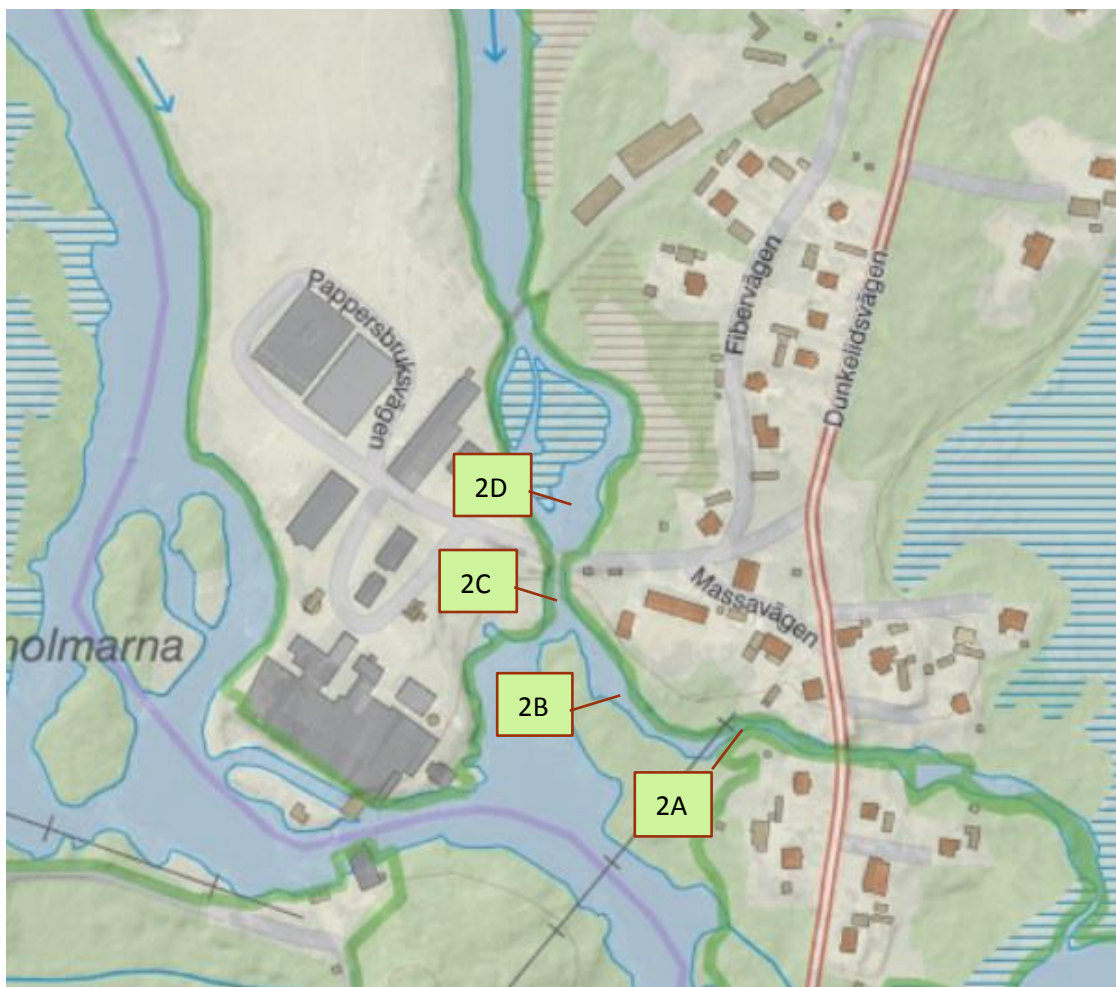 Pappersbruksvägen
Fibervägen
Dunkelidsvägen
2D
2C
Massavägen
holmarna
2B
2A